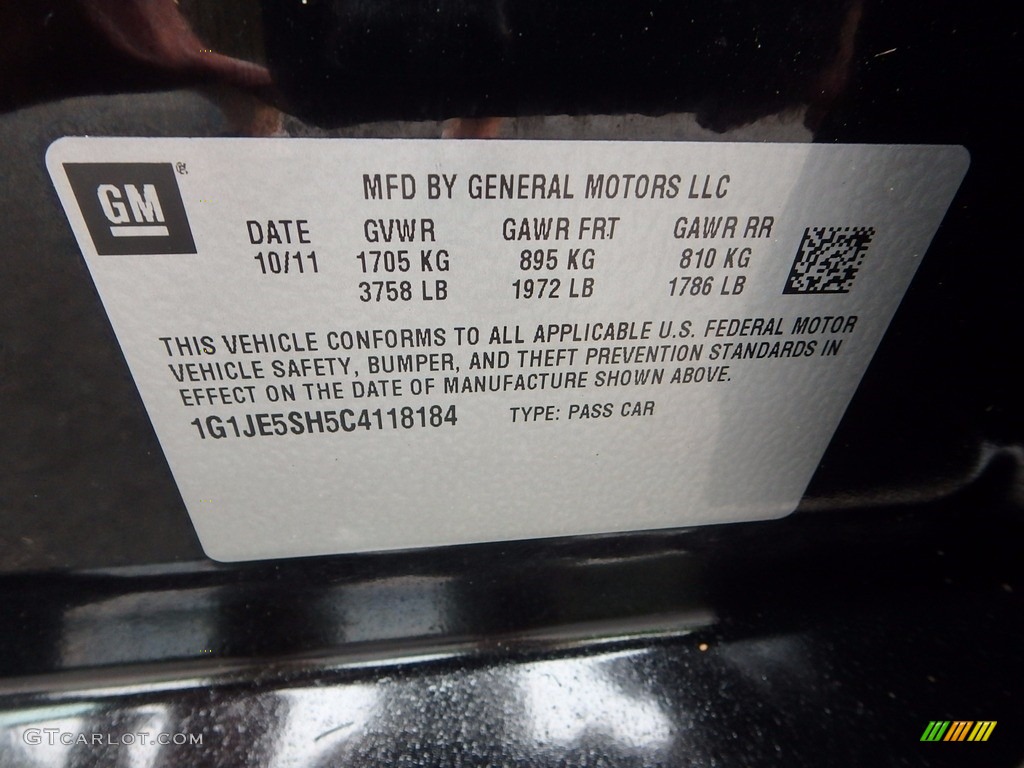 GM
MFD BY GENERAL MOTORS LLC
DATE GVWR GAWR FRT GAWR RR
10/11 1705 KG 895 KG 810 KG
3758 LB 1972 LB 1786 LB
THIS VEHICLE CONFORMS TO ALL APPLICABLE U.S. FEDERAL MOTOR
VEHICLE SAFETY, BUMPER, AND THEFT PREVENTION STANDARDS IN
EFFECT ON THE DATE OF MANUFACTURE SHOWN ABOVE.
1G1JE5SH5C4118184 TYPE: PASS CAR
GTCARLOT.COM